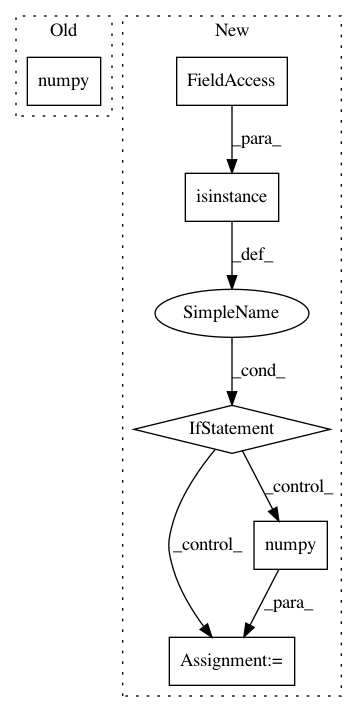 Old
numpy
New
FieldAccess
_para_
isinstance
_def_
SimpleName
_cond_
IfStatement
_control_
_control_
numpy
_para_
Assignment:=